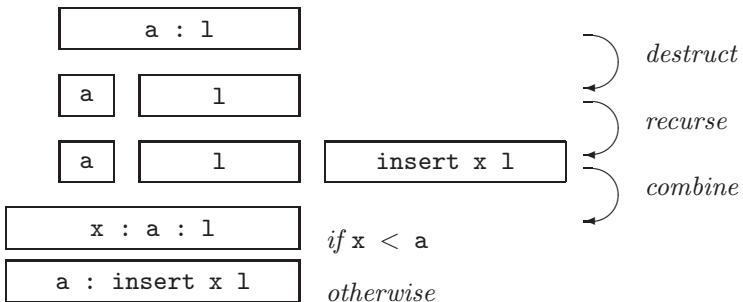 a : l
destruct
a l
recurse
a l insert x l
combine
x : a : l if x < a
a : insert x l otherwise